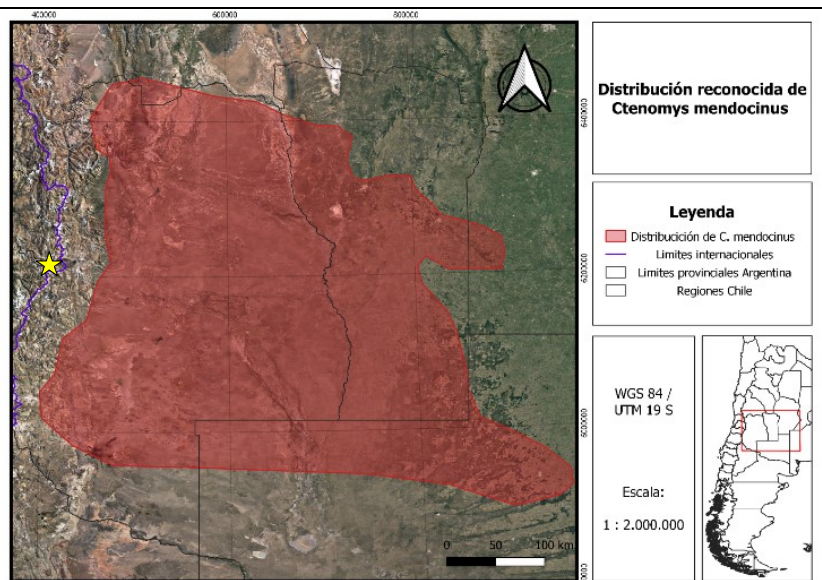 400000
600000
800000
6400000
6200000
6000000
0
50
100 km
Distribución reconocida de
Ctenomys mendocinus
Leyenda
Distribucición de C. mendocinus
Limites internacionales
Limites provinciales Argentina
Regiones Chile
WGS 84 /
UTM 19 S
Escala:
1 : 2.000.000